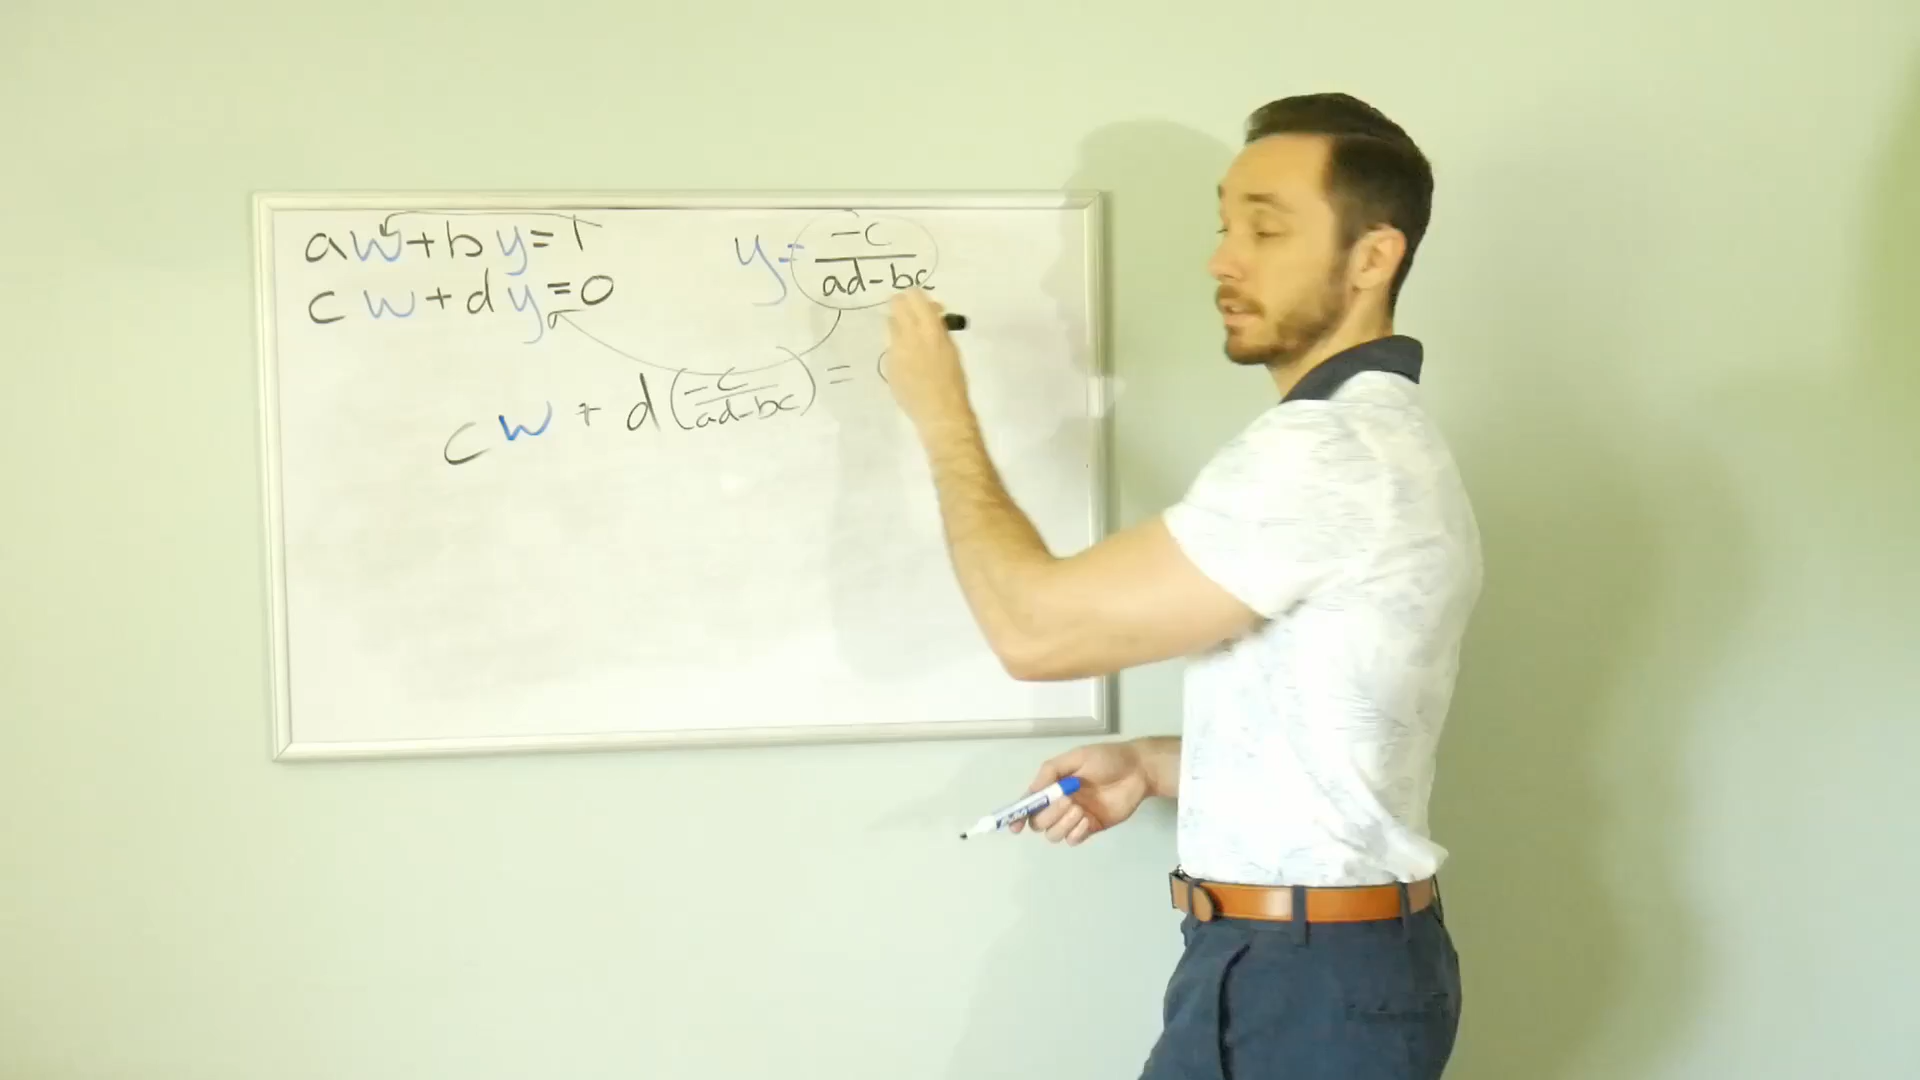 aw+by=1
cw+dy=0
y=-c/(ad-bc)
cw+d(-c/(ad-bc))=